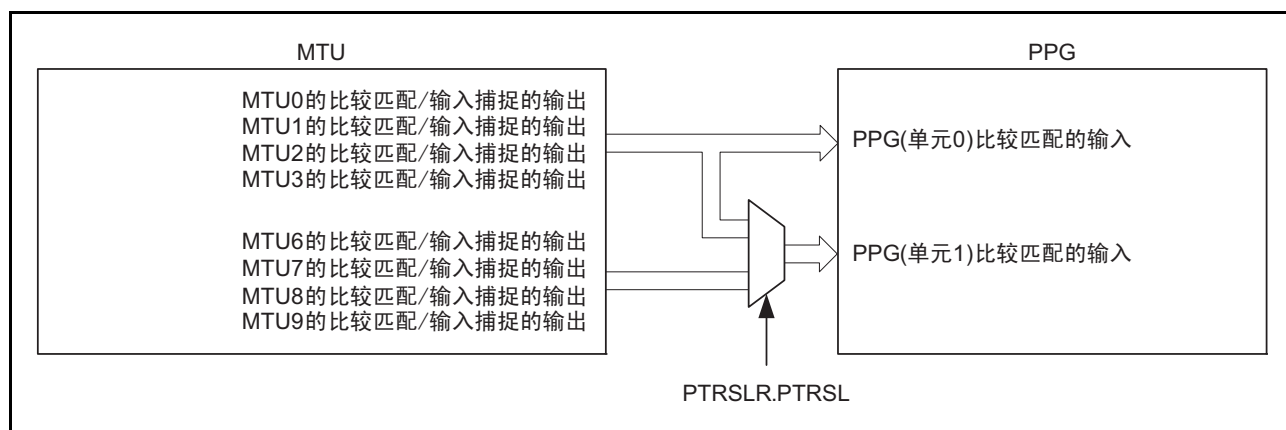 MTU
PPG
MTU0的比较匹配/输入捕捉的输出
MTU1的比较匹配/输入捕捉的输出
MTU2的比较匹配/输入捕捉的输出
MTU3的比较匹配/输入捕捉的输出
MTU6的比较匹配/输入捕捉的输出
MTU7的比较匹配/输入捕捉的输出
MTU8的比较匹配/输入捕捉的输出
MTU9的比较匹配/输入捕捉的输出
PPG(单元0)比较匹配的输入
PPG(单元1)比较匹配的输入
PTRSLR.PTRSL